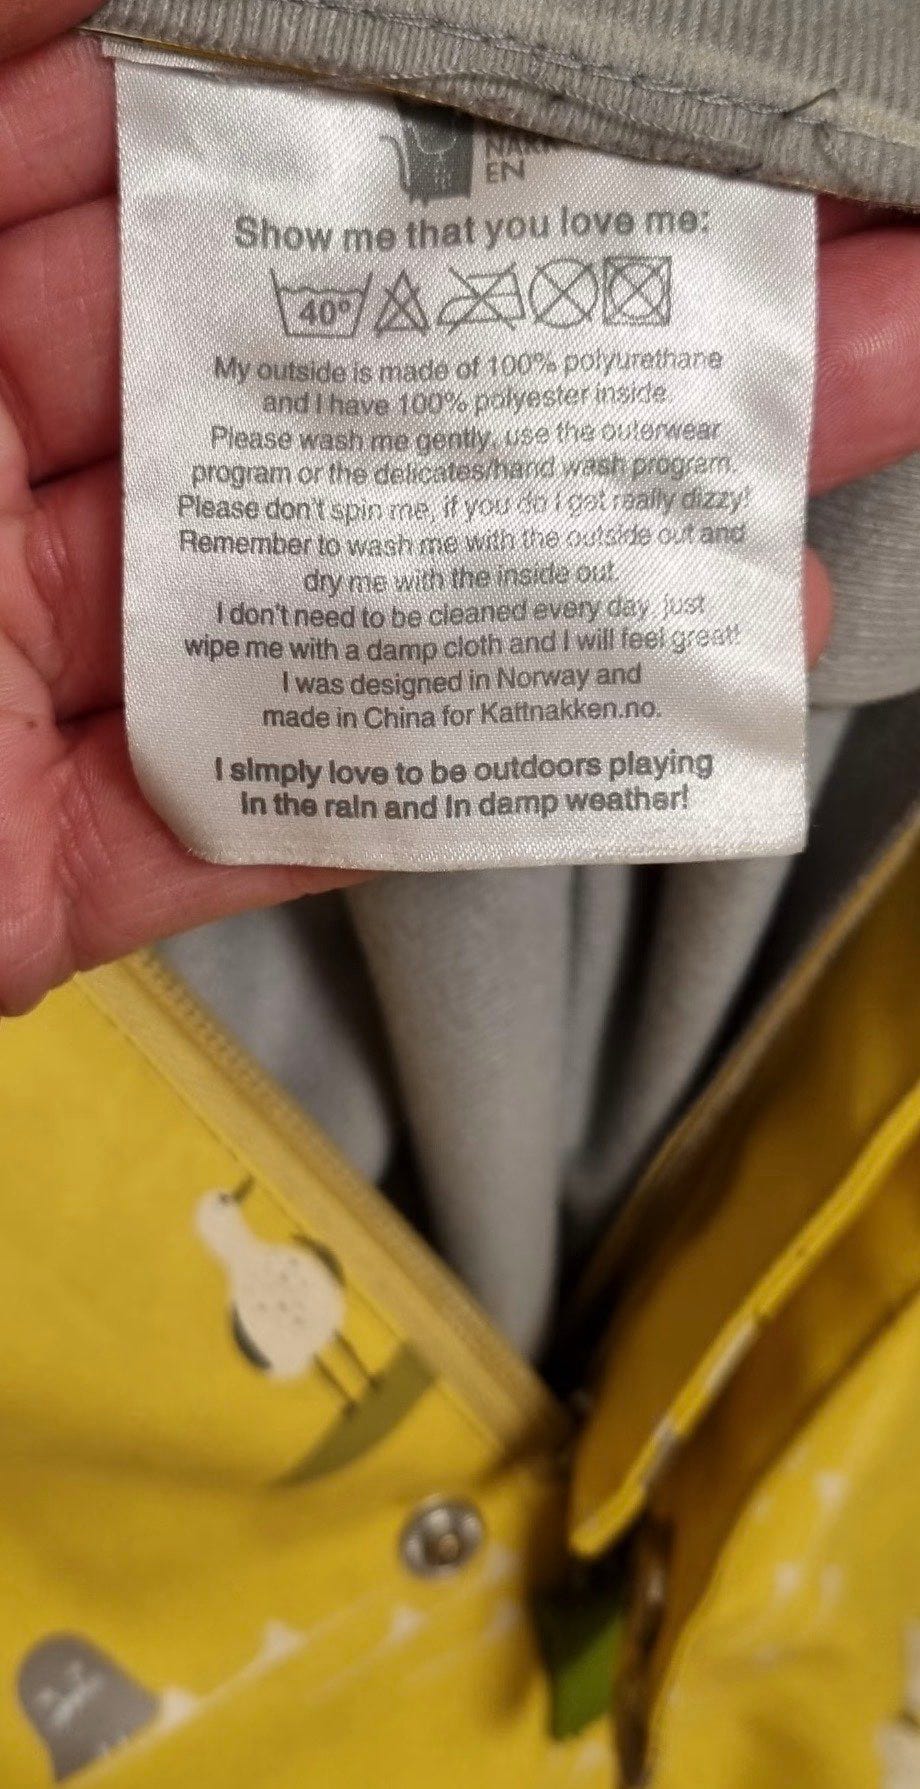 EN
Show me that you love me:
40°
My outside is made of 100% polyurethane
and I have 100% polyester inside.
Please wash me gently, use the outerwear
program or the delicates/hand wash program.
Please don't spin me, if you do I get really dizzy!
Remember to wash me with the outside out and
dry me with the inside out.
I don't need to be cleaned every day, just
wipe me with a damp cloth and I will feel great!
I was designed in Norway and
made in China for Kattnakken.no.
I simply love to be outdoors playing
in the rain and in damp weather!